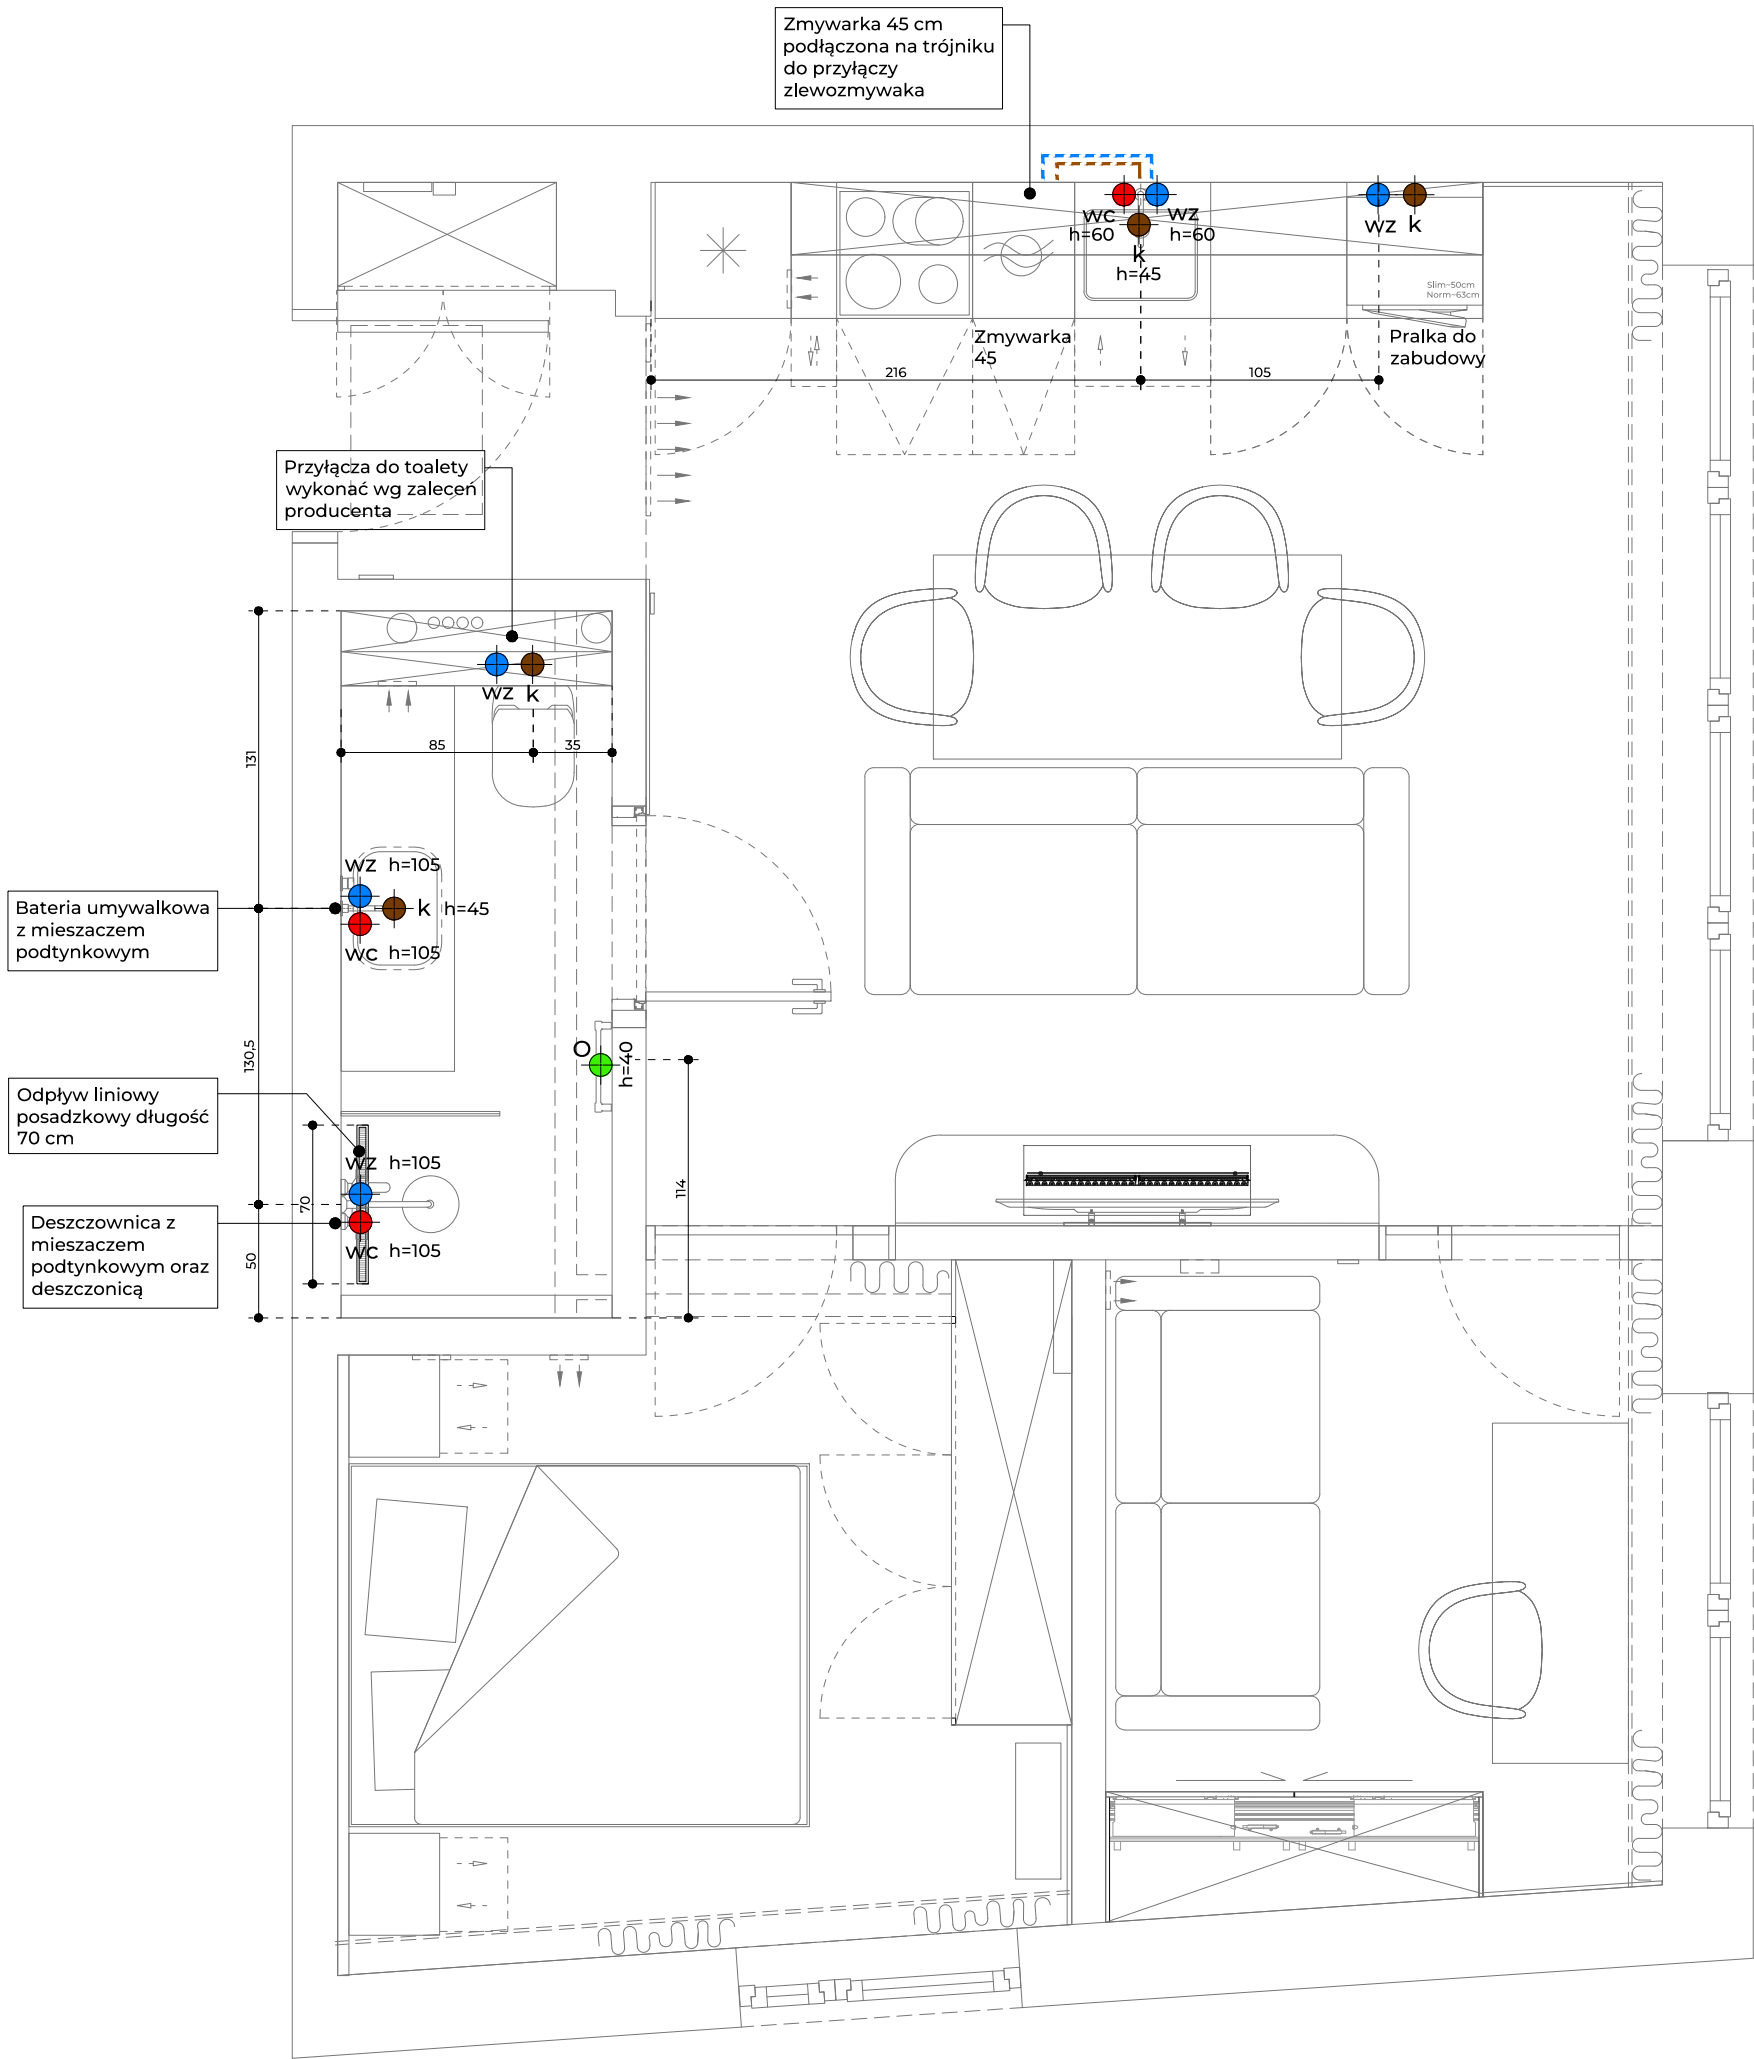 Zmywarka 45 cm
podłączona na trójniku
do przyłączy
zlewozmywaka
wc
h=60
wz
h=60
k
h=45
wz
k
Slim~50cm
Norm~63cm
Zmywarka
45
Pralka do
zabudowy
216
105
Przyłącza do toalety
wykonać wg zaleceń
producenta
wz
k
85
35
131
wz h=105
k h=45
wc h=105
Bateria umywalkowa
z mieszaczem
podtynkowym
130,5
O
h=40
Odpływ liniowy
posadzkowy długość
70 cm
wz h=105
70
114
wc h=105
Deszczownica z
mieszaczem
podtynkowym oraz
deszczonicą
50